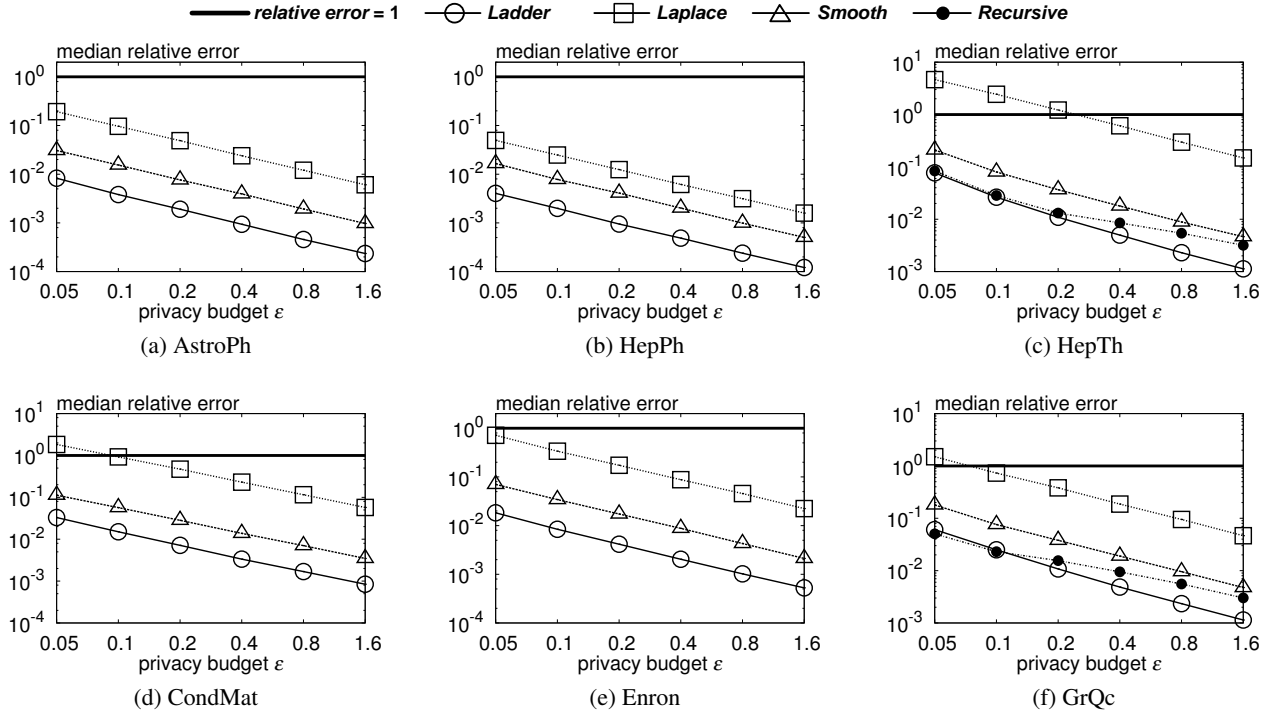 relative error = 1 Ladder Laplace Smooth Recursive
median relative error
10^0
10^-1
10^-2
10^-3
10^-4
0.05 0.1 0.2 0.4 0.8 1.6
privacy budget ε
(a) AstroPh
median relative error
10^0
10^-1
10^-2
10^-3
10^-4
0.05 0.1 0.2 0.4 0.8 1.6
privacy budget ε
(b) HepPh
median relative error
10^1
10^0
10^-1
10^-2
10^-3
0.05 0.1 0.2 0.4 0.8 1.6
privacy budget ε
(c) HepTh
median relative error
10^1
10^0
10^-1
10^-2
10^-3
10^-4
0.05 0.1 0.2 0.4 0.8 1.6
privacy budget ε
(d) CondMat
median relative error
10^0
10^-1
10^-2
10^-3
10^-4
0.05 0.1 0.2 0.4 0.8 1.6
privacy budget ε
(e) Enron
median relative error
10^1
10^0
10^-1
10^-2
10^-3
0.05 0.1 0.2 0.4 0.8 1.6
privacy budget ε
(f) GrQc